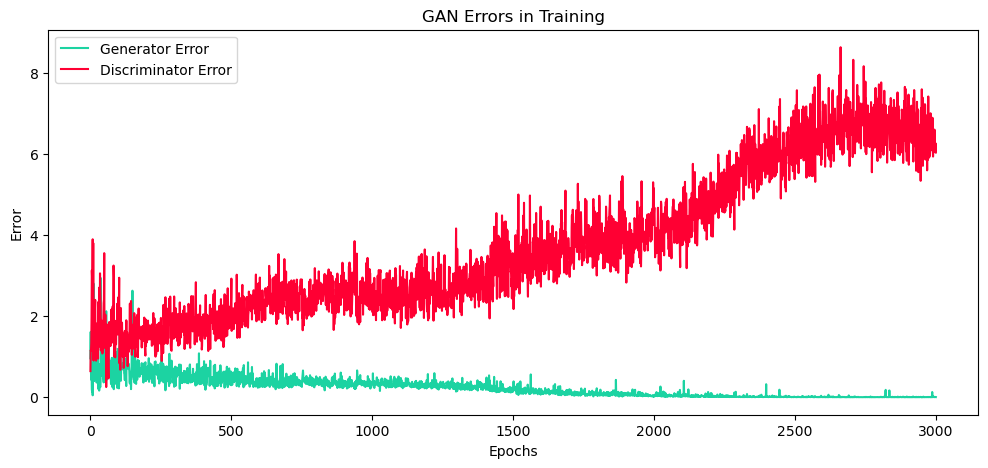 GAN Errors in Training
Generator Error
Discriminator Error
Error
8
6
4
2
0
0 500 1000 1500 2000 2500 3000
Epochs